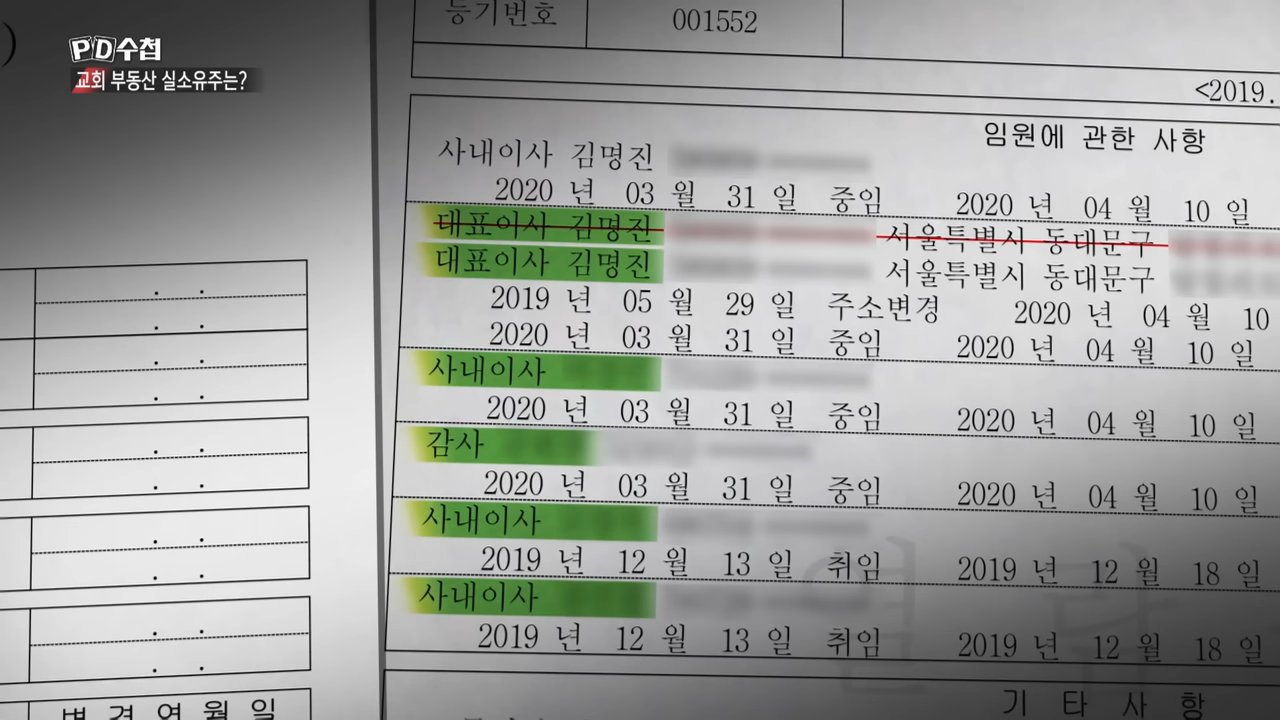 PD수첩
교회 부동산 실소유주는?
등기번호 001552
<2019.
임원에 관한 사항
사내이사 김명진
2020 년 03 월 31 일 중임 2020 년 04 월 10 일
대표이사 김명진 서울특별시 동대문구
대표이사 김명진 서울특별시 동대문구
2019 년 05 월 29 일 주소변경 2020 년 04 월 10
2020 년 03 월 31 일 중임 2020 년 04 월 10 일
사내이사
2020 년 03 월 31 일 중임 2020 년 04 월 10 일
감사
2020 년 03 월 31 일 중임 2020 년 04 월 10 일
사내이사
2019 년 12 월 13 일 취임 2019 년 12 월 18 일
사내이사
2019 년 12 월 13 일 취임 2019 년 12 월 18 일
기 타 사 항
변 경 연 월 일